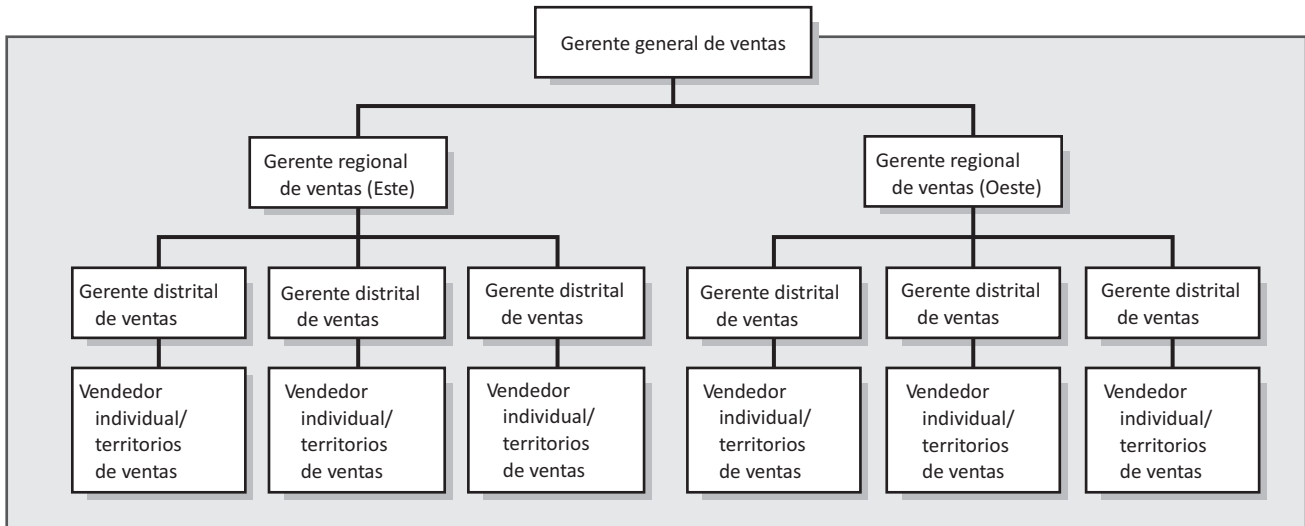 Gerente general de ventas
Gerente regional
de ventas (Este)
Gerente regional
de ventas (Oeste)
Gerente distrital
de ventas
Gerente distrital
de ventas
Gerente distrital
de ventas
Gerente distrital
de ventas
Gerente distrital
de ventas
Gerente distrital
de ventas
Vendedor
individual/
territorios
de ventas
Vendedor
individual/
territorios
de ventas
Vendedor
individual/
territorios
de ventas
Vendedor
individual/
territorios
de ventas
Vendedor
individual/
territorios
de ventas
Vendedor
individual/
territorios
de ventas